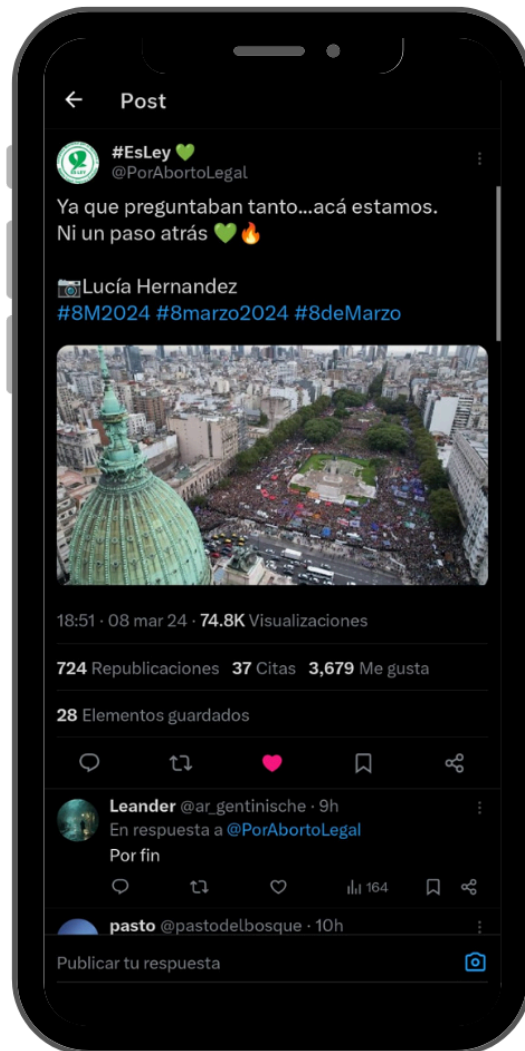 Post
#EsLey 💚
@PorAbortoLegal
Ya que preguntaban tanto...acá estamos.
Ni un paso atrás 💚🔥
📷Lucía Hernandez
#8M2024 #8marzo2024 #8deMarzo
18:51 · 08 mar 24 · 74.8K Visualizaciones
724 Republicaciones 37 Citas 3,679 Me gusta
28 Elementos guardados
Leander @ar_gentinische · 9h
En respuesta a @PorAbortoLegal
Por fin
164
pasto @pastodelbosque · 10h
Publicar tu respuesta